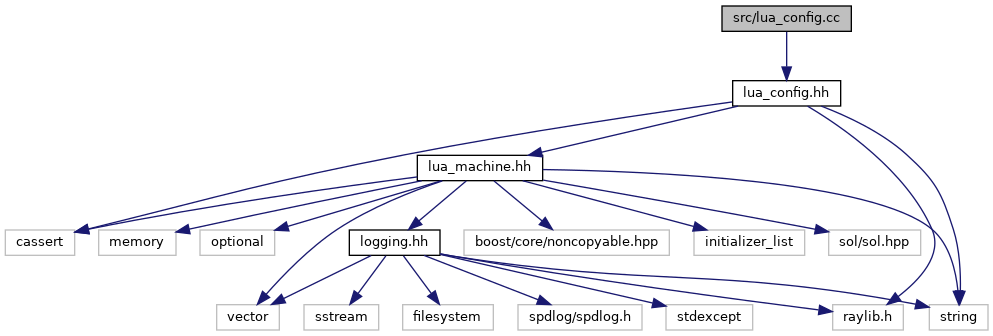 src/lua_config.cc
lua_config.hh
lua_machine.hh
cassert
memory
optional
logging.hh
boost/core/noncopyable.hpp
initializer_list
sol/sol.hpp
vector
sstream
filesystem
spdlog/spdlog.h
stdexcept
raylib.h
string